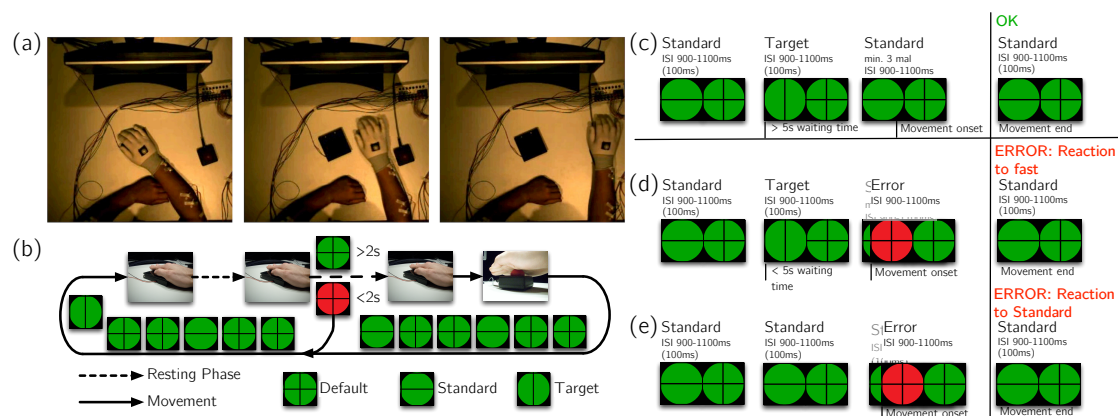 (a)
(b)
>2s
<2s
Resting Phase
Movement
Default
Standard
Target
(c)
OK
Standard
ISI 900-1100ms
(100ms)
Target
ISI 900-1100ms
(100ms)
Standard
min. 3 mal
ISI 900-1100ms
Standard
ISI 900-1100ms
(100ms)
> 5s waiting time
Movement onset
Movement end
(d)
ERROR: Reaction
to fast
Standard
ISI 900-1100ms
(100ms)
Target
ISI 900-1100ms
(100ms)
Error
ISI 900-1100ms
Standard
ISI 900-1100ms
(100ms)
< 5s waiting
time
Movement onset
Movement end
(e)
ERROR: Reaction
to Standard
Standard
ISI 900-1100ms
(100ms)
Standard
ISI 900-1100ms
(100ms)
Error
ISI 900-1100ms
Standard
ISI 900-1100ms
(100ms)
Movement onset
Movement end